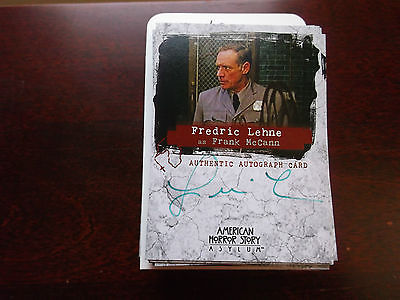 Fredric Lehne
as Frank McCann
AUTHENTIC AUTOGRAPH CARD
AMERICAN
HORROR STORY
ASYLUM